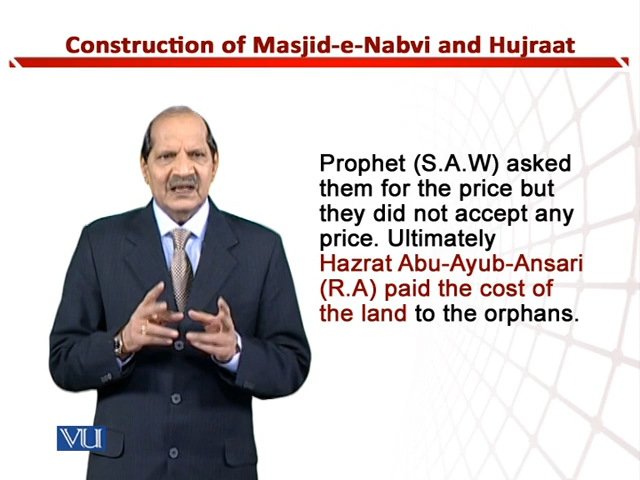 Construction of Masjid-e-Nabvi and Hujraat
Prophet (S.A.W) asked
them for the price but
they did not accept any
price. Ultimately
Hazrat Abu-Ayub-Ansari
(R.A) paid the cost of
the land to the orphans.
VU